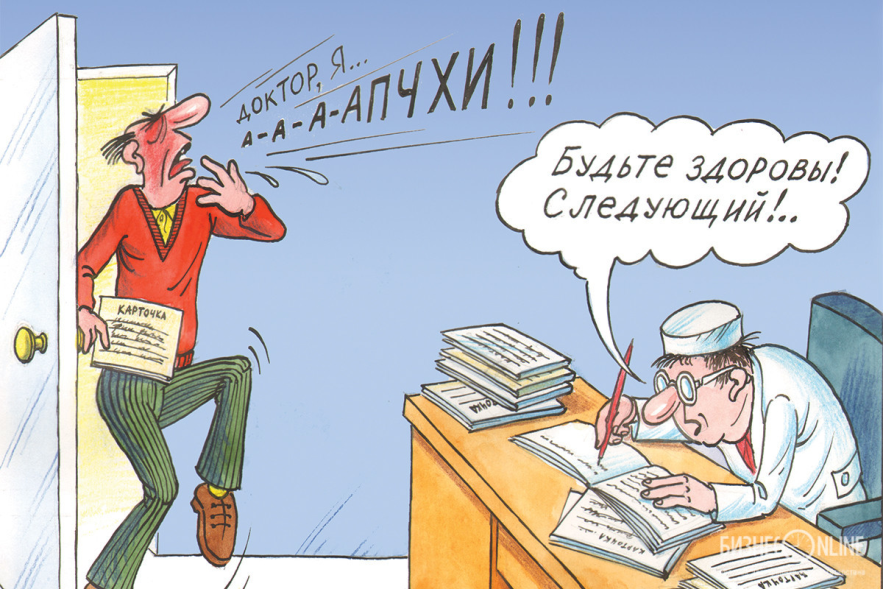 ДОКТОР, Я...
А-А-А-АПЧХИ!!!
БУДЬТЕ ЗДОРОВЫ!
СЛЕДУЮЩИЙ!..
КАРТОЧКА
КАРТОЧКА
БИЗНЕС ONLINE